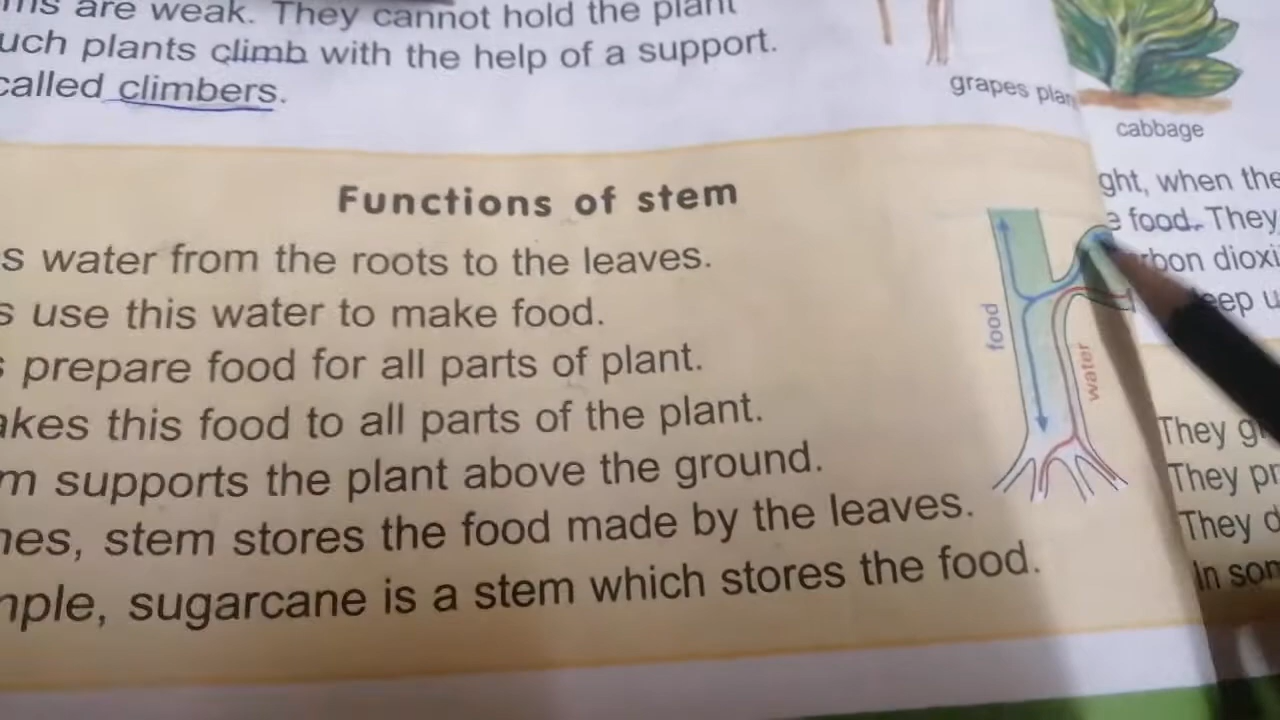 are weak. They cannot hold the plant
uch plants climb with the help of a support.
called climbers.
grapes plan
cabbage
Functions of stem
s water from the roots to the leaves.
s use this water to make food.
prepare food for all parts of plant.
akes this food to all parts of the plant.
m supports the plant above the ground.
nes, stem stores the food made by the leaves.
mple, sugarcane is a stem which stores the food.
food
water
ght, when the
e food. They
rbon dioxi
eep u
They g
They pr
They d
In som